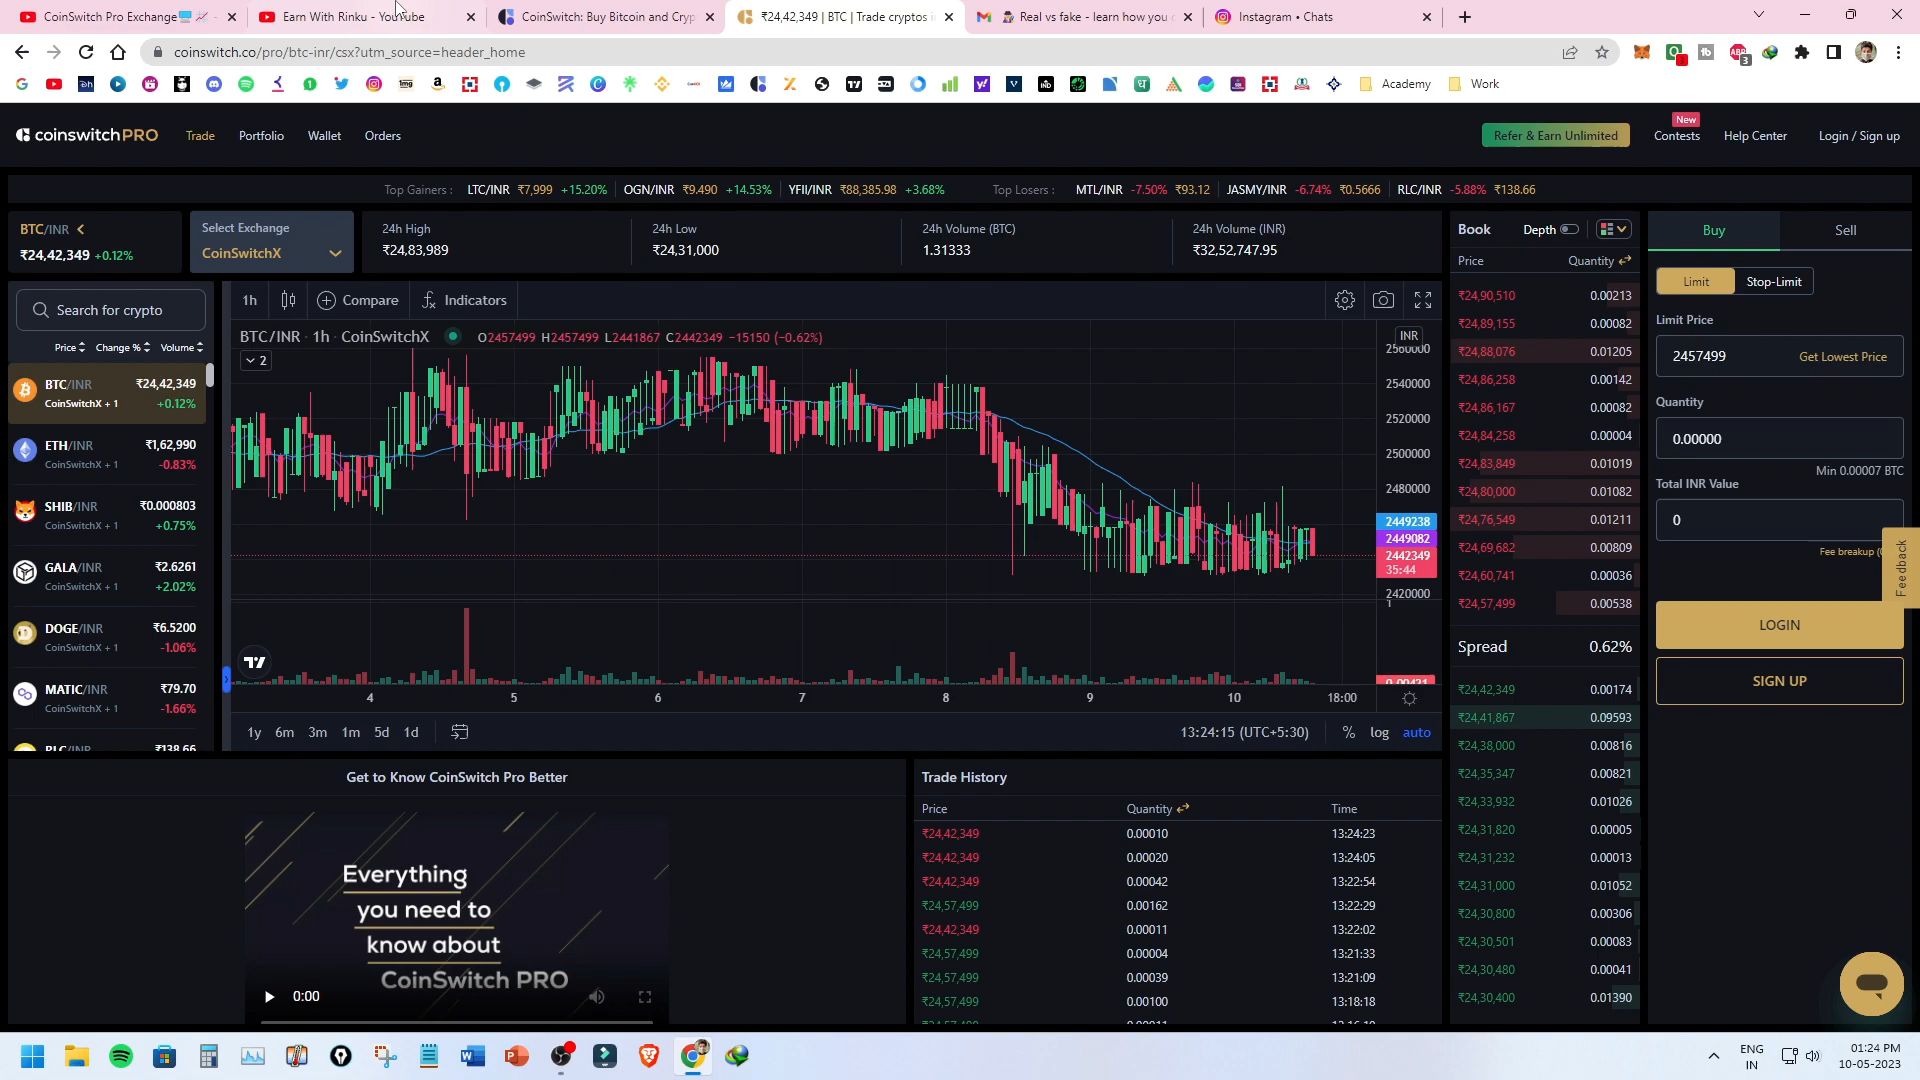 CoinSwitch Pro Exchange
Earn With Rinku - YouTube
CoinSwitch: Buy Bitcoin and Cryp
₹24,42,349 | BTC | Trade cryptos i
Real vs fake - learn how you c
Instagram • Chats
coinswitch.co/pro/btc-inr/csx?utm_source=header_home
Academy
Work
coinswitchPRO
Trade
Portfolio
Wallet
Orders
Refer & Earn Unlimited
New
Contests
Help Center
Login / Sign up
Top Gainers : LTC/INR ₹7,999 +15.20% OGN/INR ₹9.490 +14.53% YFII/INR ₹88,385.98 +3.68% Top Losers : MTL/INR -7.50% ₹93.12 JASMY/INR -6.74% ₹0.5666 RLC/INR -5.88% ₹138.66
BTC/INR
₹24,42,349 +0.12%
Select Exchange
CoinSwitchX
24h High
₹24,83,989
24h Low
₹24,31,000
24h Volume (BTC)
1.31333
24h Volume (INR)
₹32,52,747.95
Search for crypto
Price Change % Volume
BTC/INR ₹24,42,349
CoinSwitchX + 1 +0.12%
ETH/INR ₹1,62,990
CoinSwitchX + 1 -0.83%
SHIB/INR ₹0.000803
CoinSwitchX + 1 +0.75%
GALA/INR ₹2.6261
CoinSwitchX + 1 +2.02%
DOGE/INR ₹6.5200
CoinSwitchX + 1 -1.06%
MATIC/INR ₹79.70
CoinSwitchX + 1 -1.66%
RLC/INR ₹138.66
1h Compare Indicators
BTC/INR · 1h · CoinSwitchX O2457499 H2457499 L2441867 C2442349 −15150 (−0.62%)
2
INR
2560000
2540000
2520000
2500000
2480000
2449238
2449082
2442349
35:44
2420000
1
0.00421
4 5 6 7 8 9 10 18:00
1y 6m 3m 1m 5d 1d
13:24:15 (UTC+5:30) % log auto
Book Depth
Price Quantity
₹24,90,510 0.00213
₹24,89,155 0.00082
₹24,88,076 0.01205
₹24,86,258 0.00142
₹24,86,167 0.00082
₹24,84,258 0.00004
₹24,83,849 0.01019
₹24,80,000 0.01082
₹24,76,549 0.01211
₹24,69,682 0.00809
₹24,60,741 0.00036
₹24,57,499 0.00538
Spread 0.62%
₹24,42,349 0.00174
₹24,41,867 0.09593
₹24,38,000 0.00816
₹24,35,347 0.00821
₹24,33,932 0.01026
₹24,31,820 0.00005
₹24,31,232 0.00013
₹24,31,000 0.01052
₹24,30,800 0.00306
₹24,30,501 0.00083
₹24,30,480 0.00041
₹24,30,400 0.01390
Buy Sell
Limit Stop-Limit
Limit Price
2457499 Get Lowest Price
Quantity
0.00000
Min 0.00007 BTC
Total INR Value
0
Fee breakup
Feedback
LOGIN
SIGN UP
Get to Know CoinSwitch Pro Better
Everything
you need to
know about
CoinSwitch PRO
0:00
Trade History
Price Quantity Time
₹24,42,349 0.00010 13:24:23
₹24,42,349 0.00020 13:24:05
₹24,42,349 0.00042 13:22:54
₹24,57,499 0.00162 13:22:29
₹24,42,349 0.00011 13:22:02
₹24,57,499 0.00004 13:21:33
₹24,57,499 0.00039 13:21:09
₹24,57,499 0.00100 13:18:18
ENG
IN
01:24 PM
10-05-2023